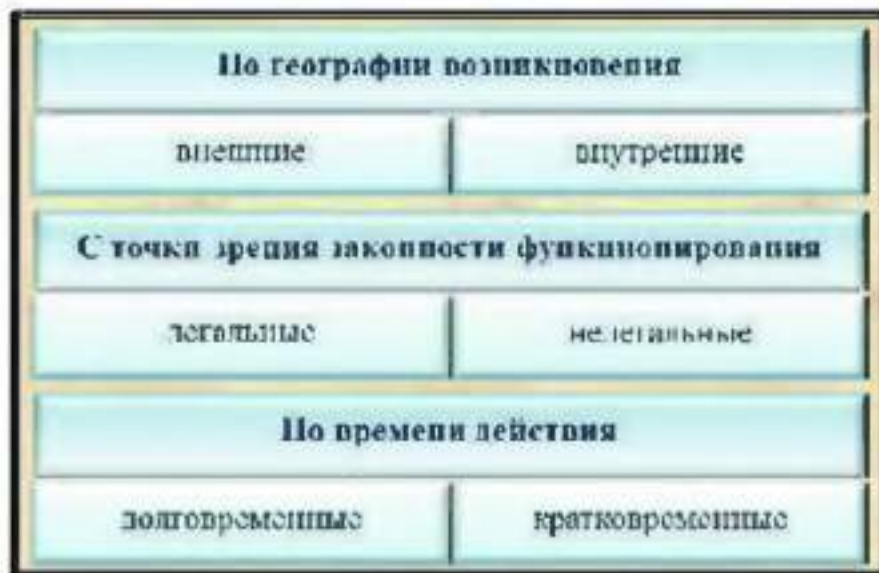 По географии возникновения
внешние
внутренние
С точки зрения законности функционирования
легальные
нелегальные
По времени действия
долговременные
кратковременные